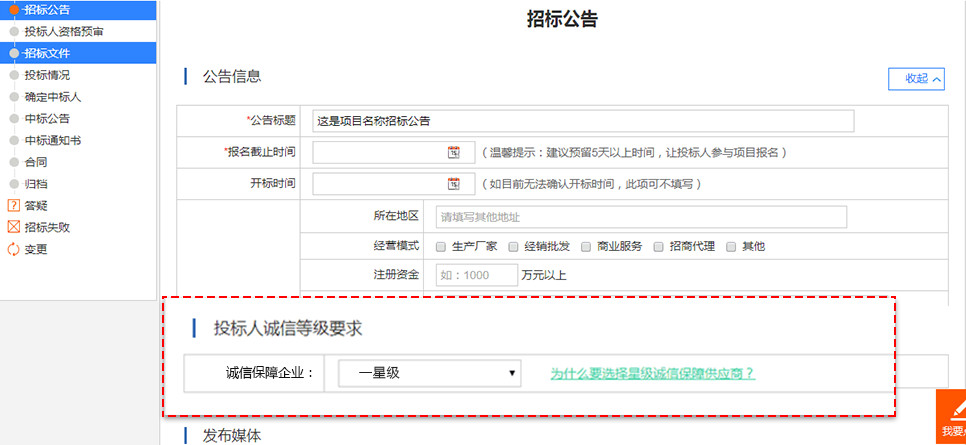 招标公告
投标人资格预审
招标文件
投标情况
确定中标人
中标公告
中标通知书
合同
归档
答疑
招标失败
变更
招标公告
公告信息
收起
*公告标题 这是项目名称招标公告
*报名截止时间 （温馨提示：建议预留5天以上时间，让投标人参与项目报名）
开标时间 （如目前无法确认开标时间，此项可不填写）
所在地区 请填写其他地址
经营模式 生产厂家 经销批发 商业服务 招商代理 其他
注册资金 如：1000 万元以上
投标人诚信等级要求
诚信保障企业： 一星级 为什么要选择星级诚信保障供应商？
发布媒体
我要